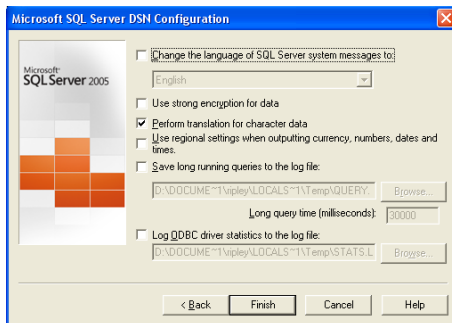 Microsoft SQL Server DSN Configuration
Microsoft
SQL Server 2005
Change the language of SQL Server system messages to:
English
Use strong encryption for data
Perform translation for character data
Use regional settings when outputting currency, numbers, dates and
times.
Save long running queries to the log file:
D:\DOCUME~1\ripley\LOCALS~1\Temp\QUERY.
Browse...
Long query time (milliseconds):
30000
Log ODBC driver statistics to the log file:
D:\DOCUME~1\ripley\LOCALS~1\Temp\STATS.L
Browse...
< Back
Finish
Cancel
Help